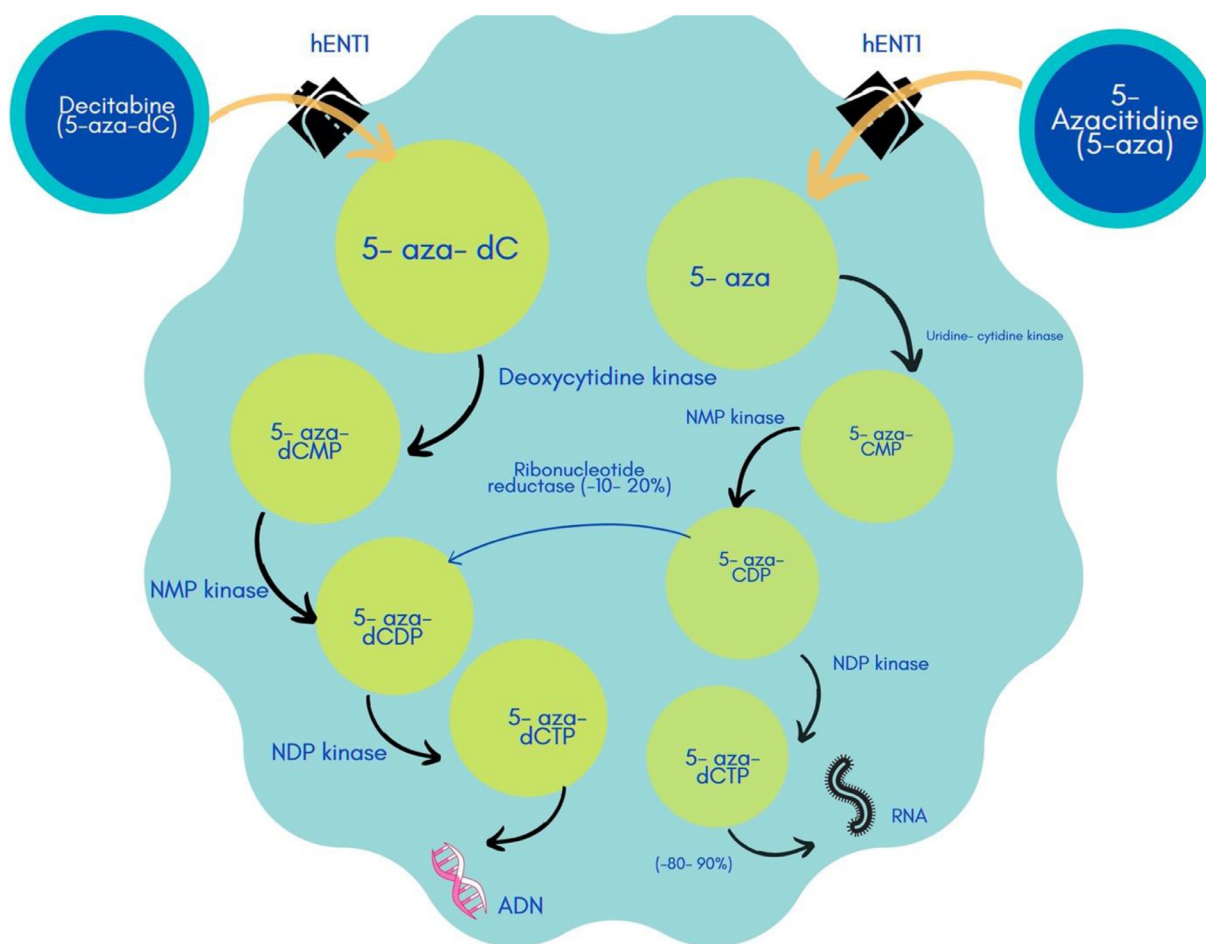 hENT1
hENT1
Decitabine
(5-aza-dC)
5-
Azacitidine
(5-aza)
5- aza- dC
5- aza
Uridine- cytidine kinase
Deoxycytidine kinase
NMP kinase
5- aza-
dCMP
5- aza-
CMP
Ribonucleotide
reductase (-10- 20%)
5- aza-
CDP
NMP kinase
5- aza-
dCDP
NDP kinase
5- aza-
dCTP
NDP kinase
5- aza-
dCTP
RNA
(-80- 90%)
ADN